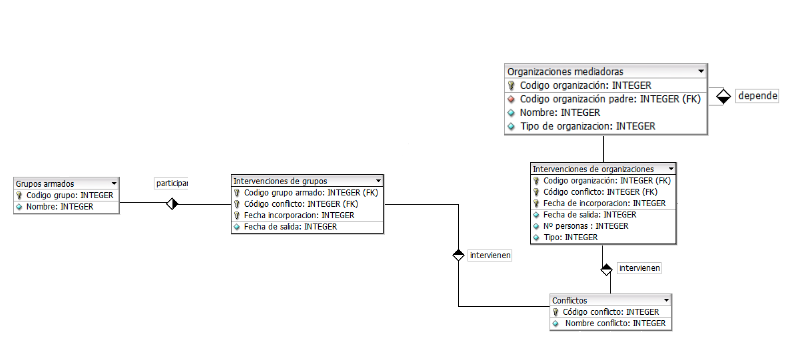 Organizaciones mediadoras
Codigo organización: INTEGER
Codigo organización padre: INTEGER (FK)
Nombre: INTEGER
Tipo de organizacion: INTEGER
depende
Grupos armados
Codigo grupo: INTEGER
Nombre: INTEGER
participar
Intervenciones de grupos
Codigo grupo armado: INTEGER (FK)
Código conflicto: INTEGER (FK)
Fecha incorporacion: INTEGER
Fecha de salida: INTEGER
Intervenciones de organizaciones
Codigo organización: INTEGER (FK)
Código conflicto: INTEGER (FK)
Fecha de incorporacion: INTEGER
Fecha de salida: INTEGER
Nº personas : INTEGER
Tipo: INTEGER
intervienen
intervienen
Conflictos
Código conflicto: INTEGER
Nombre conflicto: INTEGER